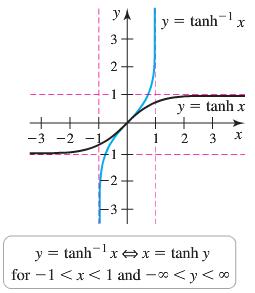 y
y = tanh⁻¹ x
3
2
1
y = tanh x
-3 -2 -1 1 2 3 x
-1
-2
-3
y = tanh⁻¹ x ⇔ x = tanh y
for −1 < x < 1 and −∞ < y < ∞